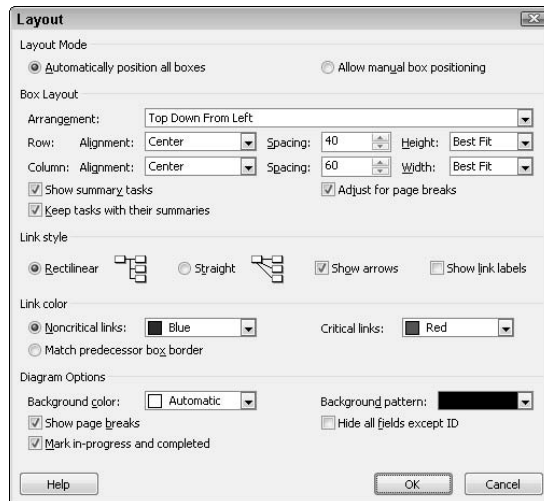 Layout
Layout Mode
Automatically position all boxes Allow manual box positioning
Box Layout
Arrangement: Top Down From Left
Row: Alignment: Center Spacing: 40 Height: Best Fit
Column: Alignment: Center Spacing: 60 Width: Best Fit
Show summary tasks Adjust for page breaks
Keep tasks with their summaries
Link style
Rectilinear Straight Show arrows Show link labels
Link color
Noncritical links: Blue Critical links: Red
Match predecessor box border
Diagram Options
Background color: Automatic Background pattern:
Show page breaks Hide all fields except ID
Mark in-progress and completed
Help OK Cancel